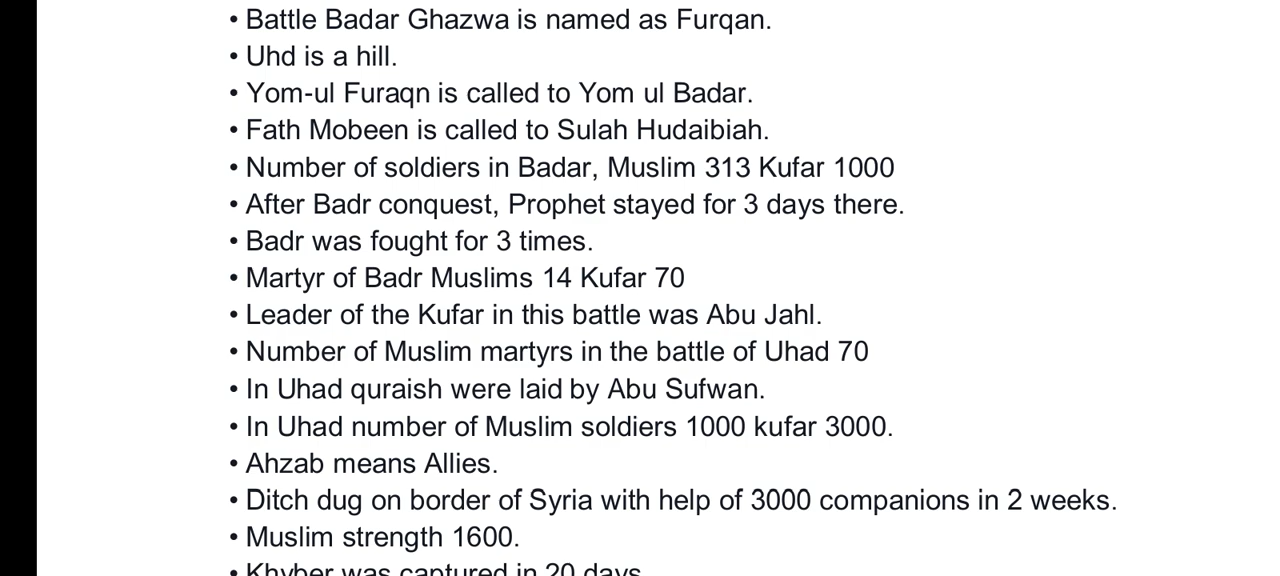 • Battle Badar Ghazwa is named as Furqan.
• Uhd is a hill.
• Yom-ul Furaqn is called to Yom ul Badar.
• Fath Mobeen is called to Sulah Hudaibiah.
• Number of soldiers in Badar, Muslim 313 Kufar 1000
• After Badr conquest, Prophet stayed for 3 days there.
• Badr was fought for 3 times.
• Martyr of Badr Muslims 14 Kufar 70
• Leader of the Kufar in this battle was Abu Jahl.
• Number of Muslim martyrs in the battle of Uhad 70
• In Uhad quraish were laid by Abu Sufwan.
• In Uhad number of Muslim soldiers 1000 kufar 3000.
• Ahzab means Allies.
• Ditch dug on border of Syria with help of 3000 companions in 2 weeks.
• Muslim strength 1600.
• Khyber was captured in 20 days